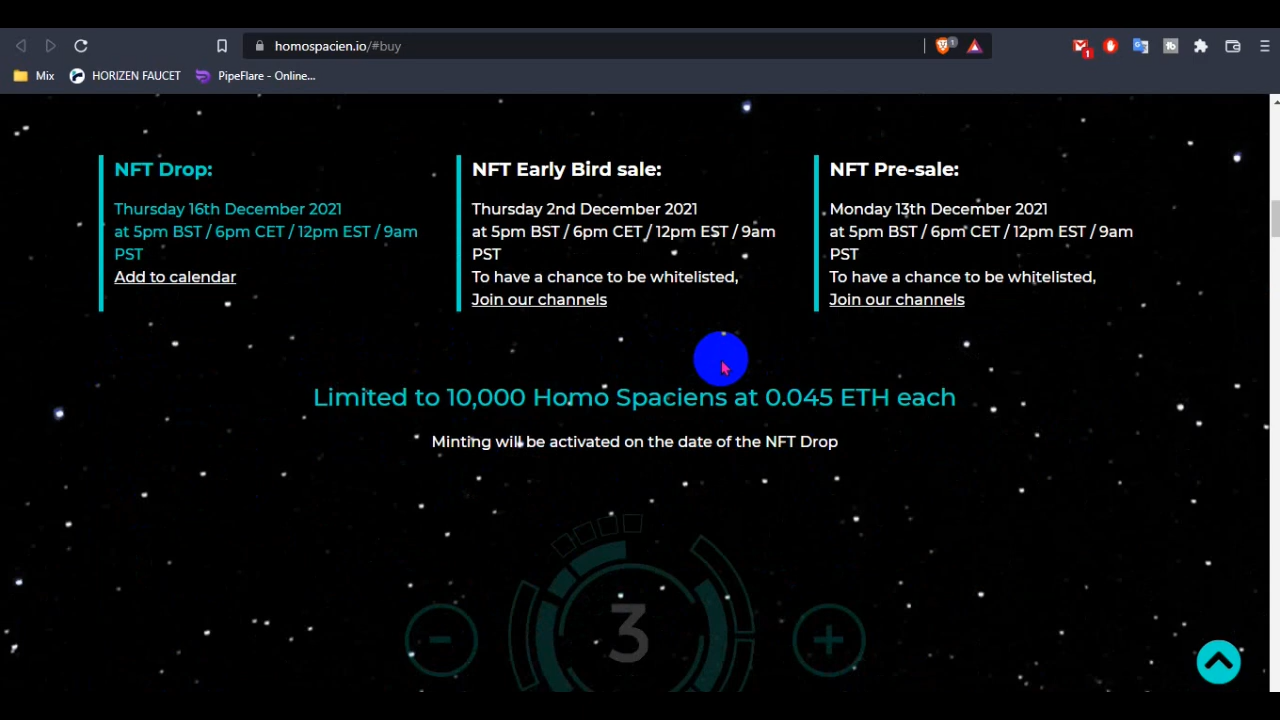 homospacien.io/#buy
1
1
Mix
HORIZEN FAUCET
PipeFlare - Online...
NFT Drop:
Thursday 16th December 2021
at 5pm BST / 6pm CET / 12pm EST / 9am
PST
Add to calendar
NFT Early Bird sale:
Thursday 2nd December 2021
at 5pm BST / 6pm CET / 12pm EST / 9am
PST
To have a chance to be whitelisted,
Join our channels
NFT Pre-sale:
Monday 13th December 2021
at 5pm BST / 6pm CET / 12pm EST / 9am
PST
To have a chance to be whitelisted,
Join our channels
Limited to 10,000 Homo Spaciens at 0.045 ETH each
Minting will be activated on the date of the NFT Drop
3